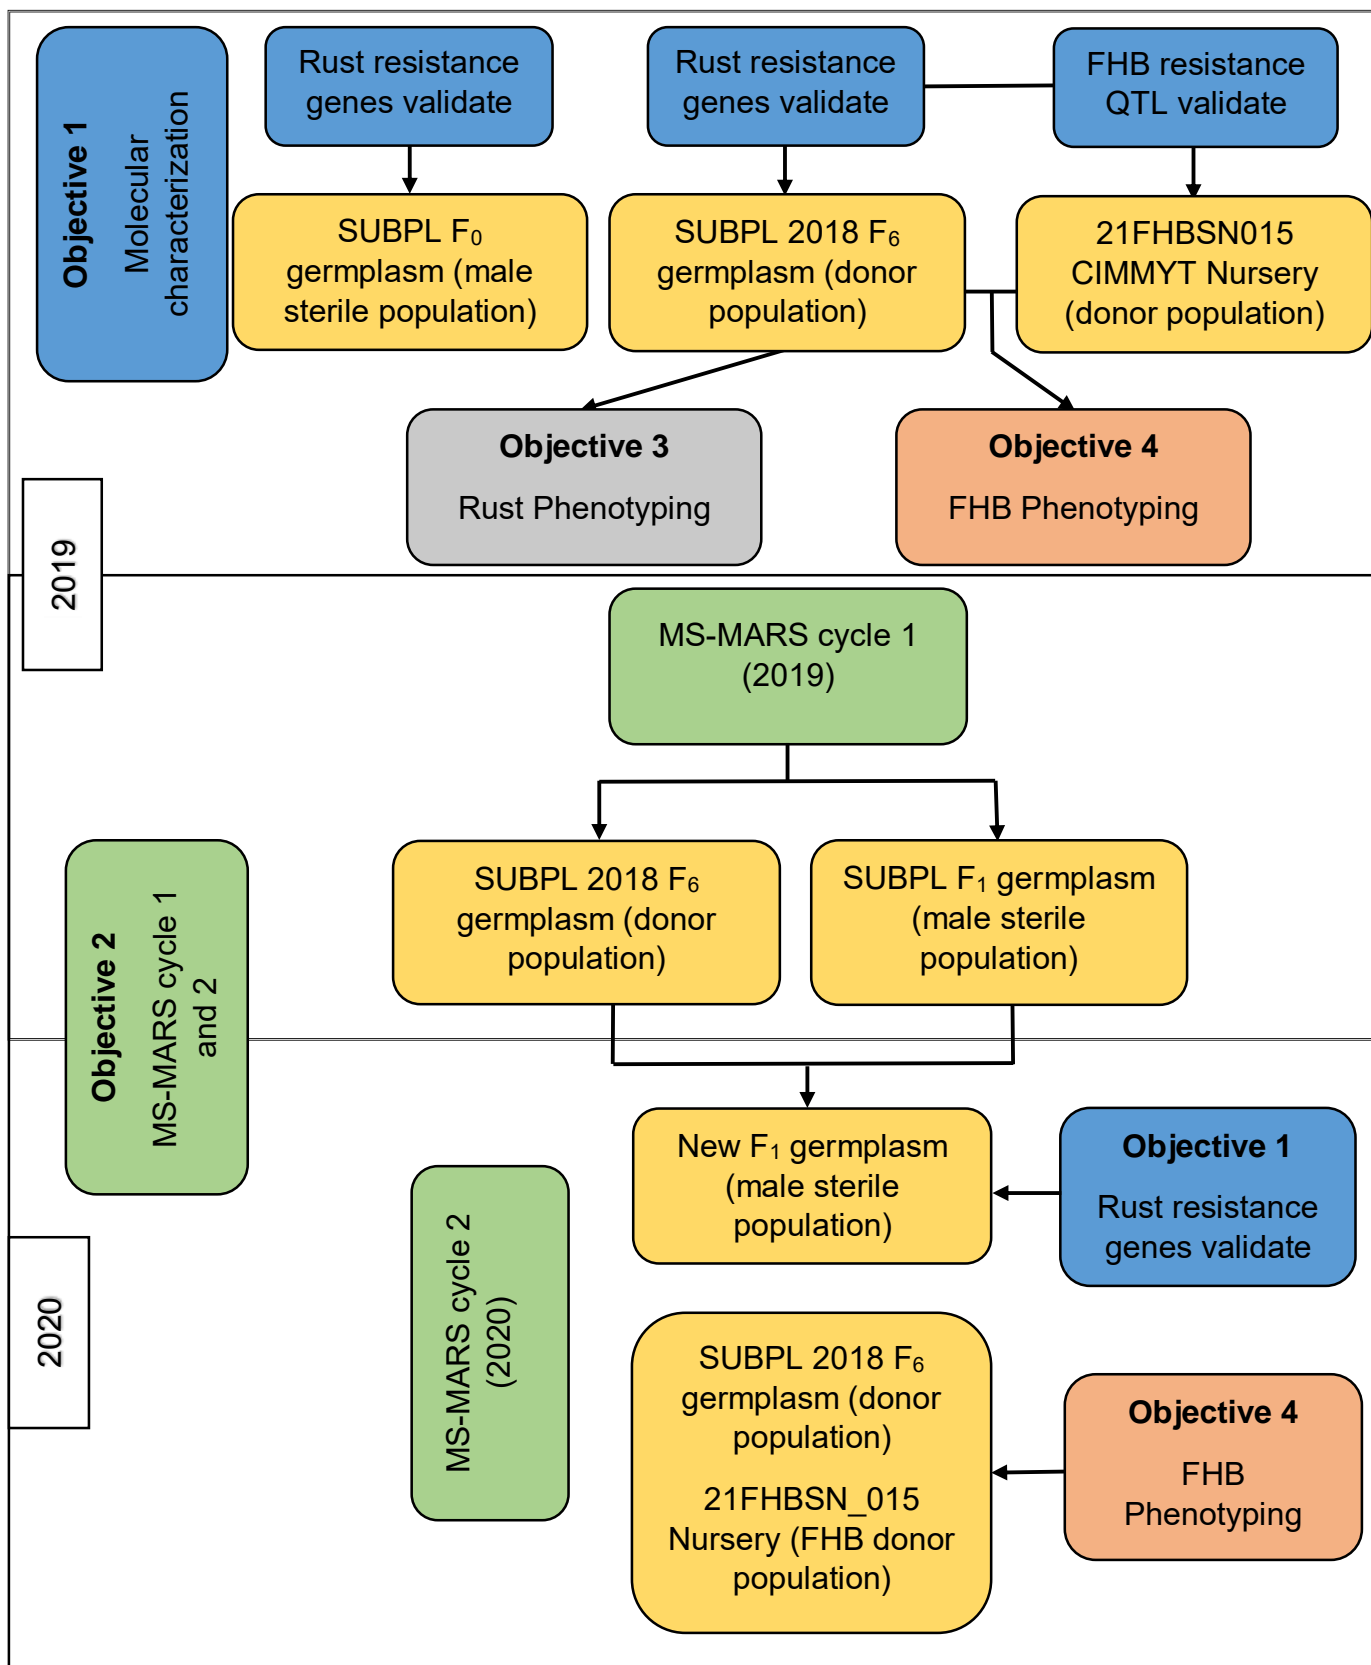 Objective 1
Molecular
characterization
Rust resistance
genes validate
Rust resistance
genes validate
FHB resistance
QTL validate
SUBPL F₀
germplasm (male
sterile population)
SUBPL 2018 F₆
germplasm (donor
population)
21FHBSN015
CIMMYT Nursery
(donor population)
Objective 3
Rust Phenotyping
Objective 4
FHB Phenotyping
2019
MS-MARS cycle 1
(2019)
Objective 2
MS-MARS cycle 1
and 2
SUBPL 2018 F₆
germplasm (donor
population)
SUBPL F₁ germplasm
(male sterile
population)
New F₁ germplasm
(male sterile
population)
Objective 1
Rust resistance
genes validate
2020
MS-MARS cycle 2
(2020)
SUBPL 2018 F₆
germplasm (donor
population)
21FHBSN_015
Nursery (FHB donor
population)
Objective 4
FHB
Phenotyping